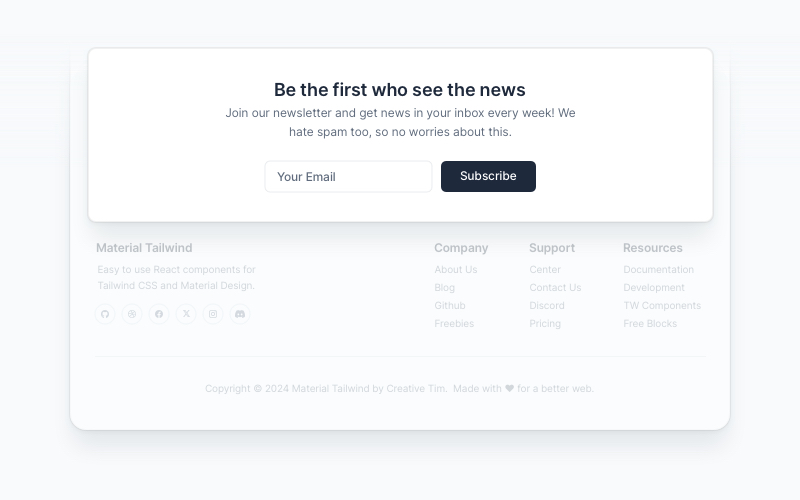 Be the first who see the news
Join our newsletter and get news in your inbox every week! We
hate spam too, so no worries about this.
Your Email
Subscribe
Material Tailwind
Easy to use React components for
Tailwind CSS and Material Design.
Company
About Us
Blog
Github
Freebies
Support
Center
Contact Us
Discord
Pricing
Resources
Documentation
Development
TW Components
Free Blocks
Copyright © 2024 Material Tailwind by Creative Tim. Made with ❤ for a better web.